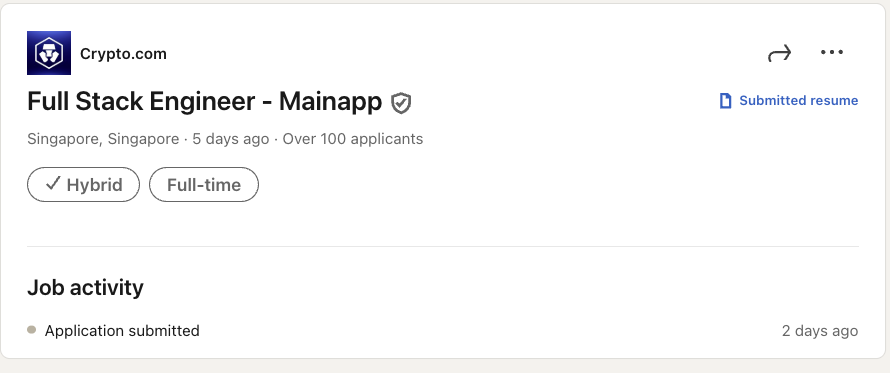 Crypto.com
Full Stack Engineer - Mainapp
Submitted resume
Singapore, Singapore · 5 days ago · Over 100 applicants
Hybrid
Full-time
Job activity
Application submitted
2 days ago